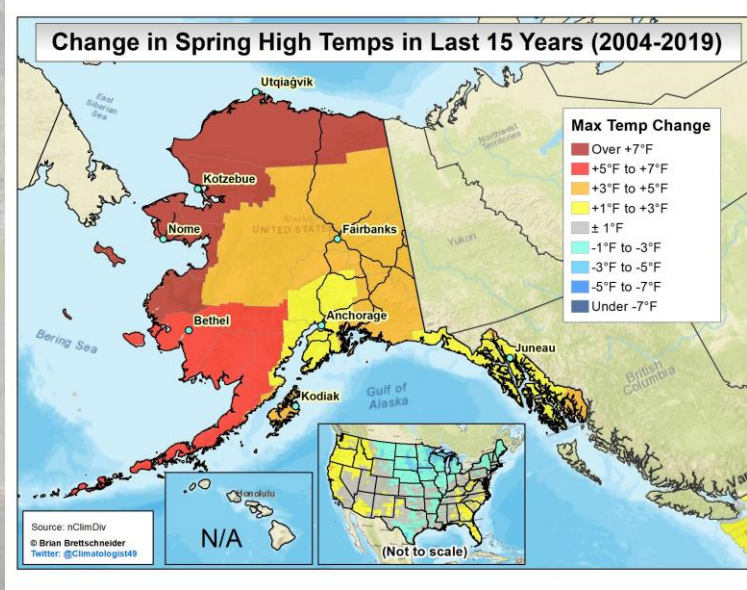 Change in Spring High Temps in Last 15 Years (2004-2019)
Utqiaġvik
East
Siberian
Sea
Max Temp Change
Over +7°F
+5°F to +7°F
+3°F to +5°F
+1°F to +3°F
± 1°F
-1°F to -3°F
-3°F to -5°F
-5°F to -7°F
Under -7°F
Northwest
Territories
Kotzebue
Alaska
UNITED STATES
Nome
Fairbanks
Yukon
Bethel
Anchorage
Bering Sea
Juneau
British
Columbia
Kodiak
Gulf of
Alaska
Honolulu
N/A
(Not to scale)
Source: nClimDiv
© Brian Brettschneider
Twitter: @Climatologist49